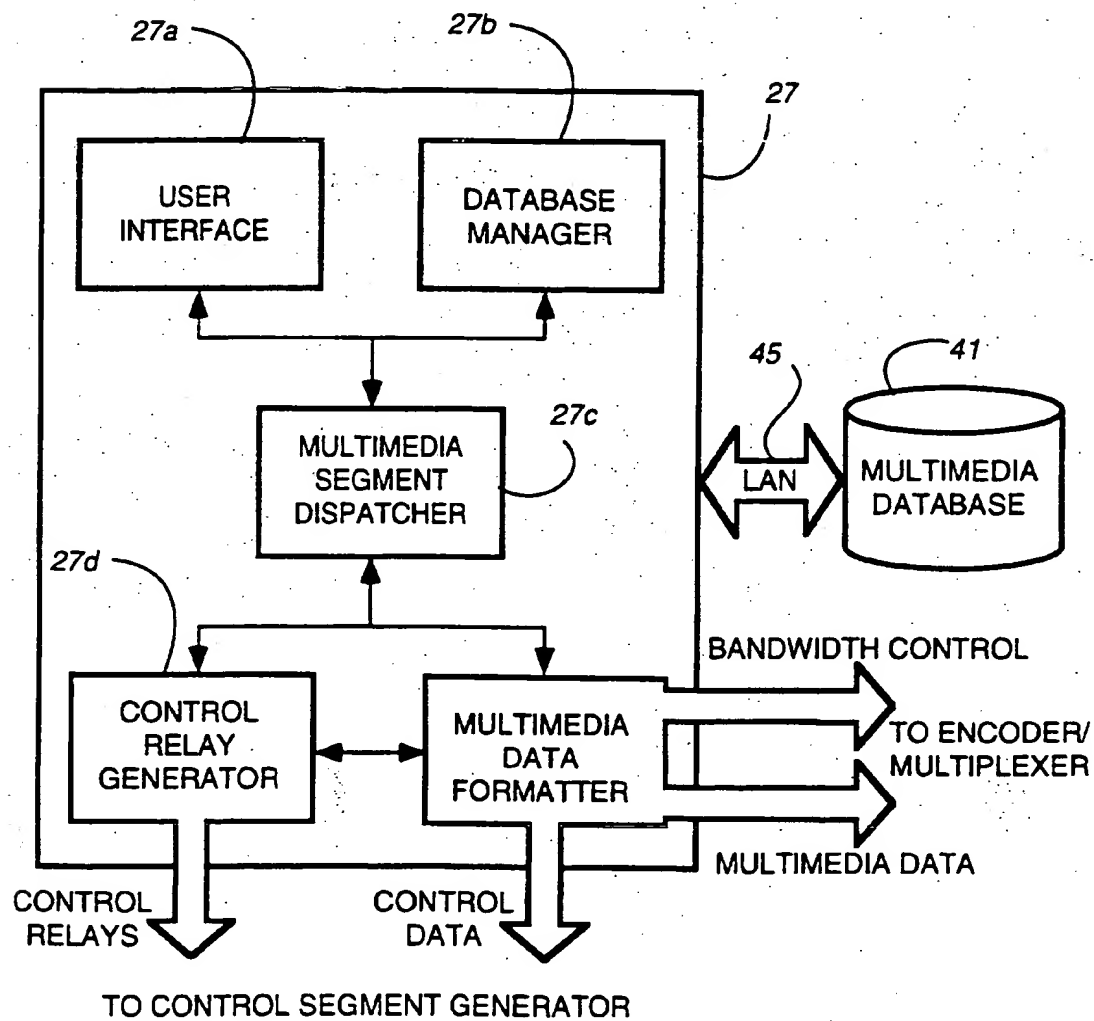 27a
27b
27
USER
INTERFACE
DATABASE
MANAGER
45
41
27c
MULTIMEDIA
SEGMENT
DISPATCHER
LAN
MULTIMEDIA
DATABASE
27d
BANDWIDTH CONTROL
CONTROL
RELAY
GENERATOR
MULTIMEDIA
DATA
FORMATTER
TO ENCODER/
MULTIPLEXER
MULTIMEDIA DATA
CONTROL
RELAYS
CONTROL
DATA
TO CONTROL SEGMENT GENERATOR